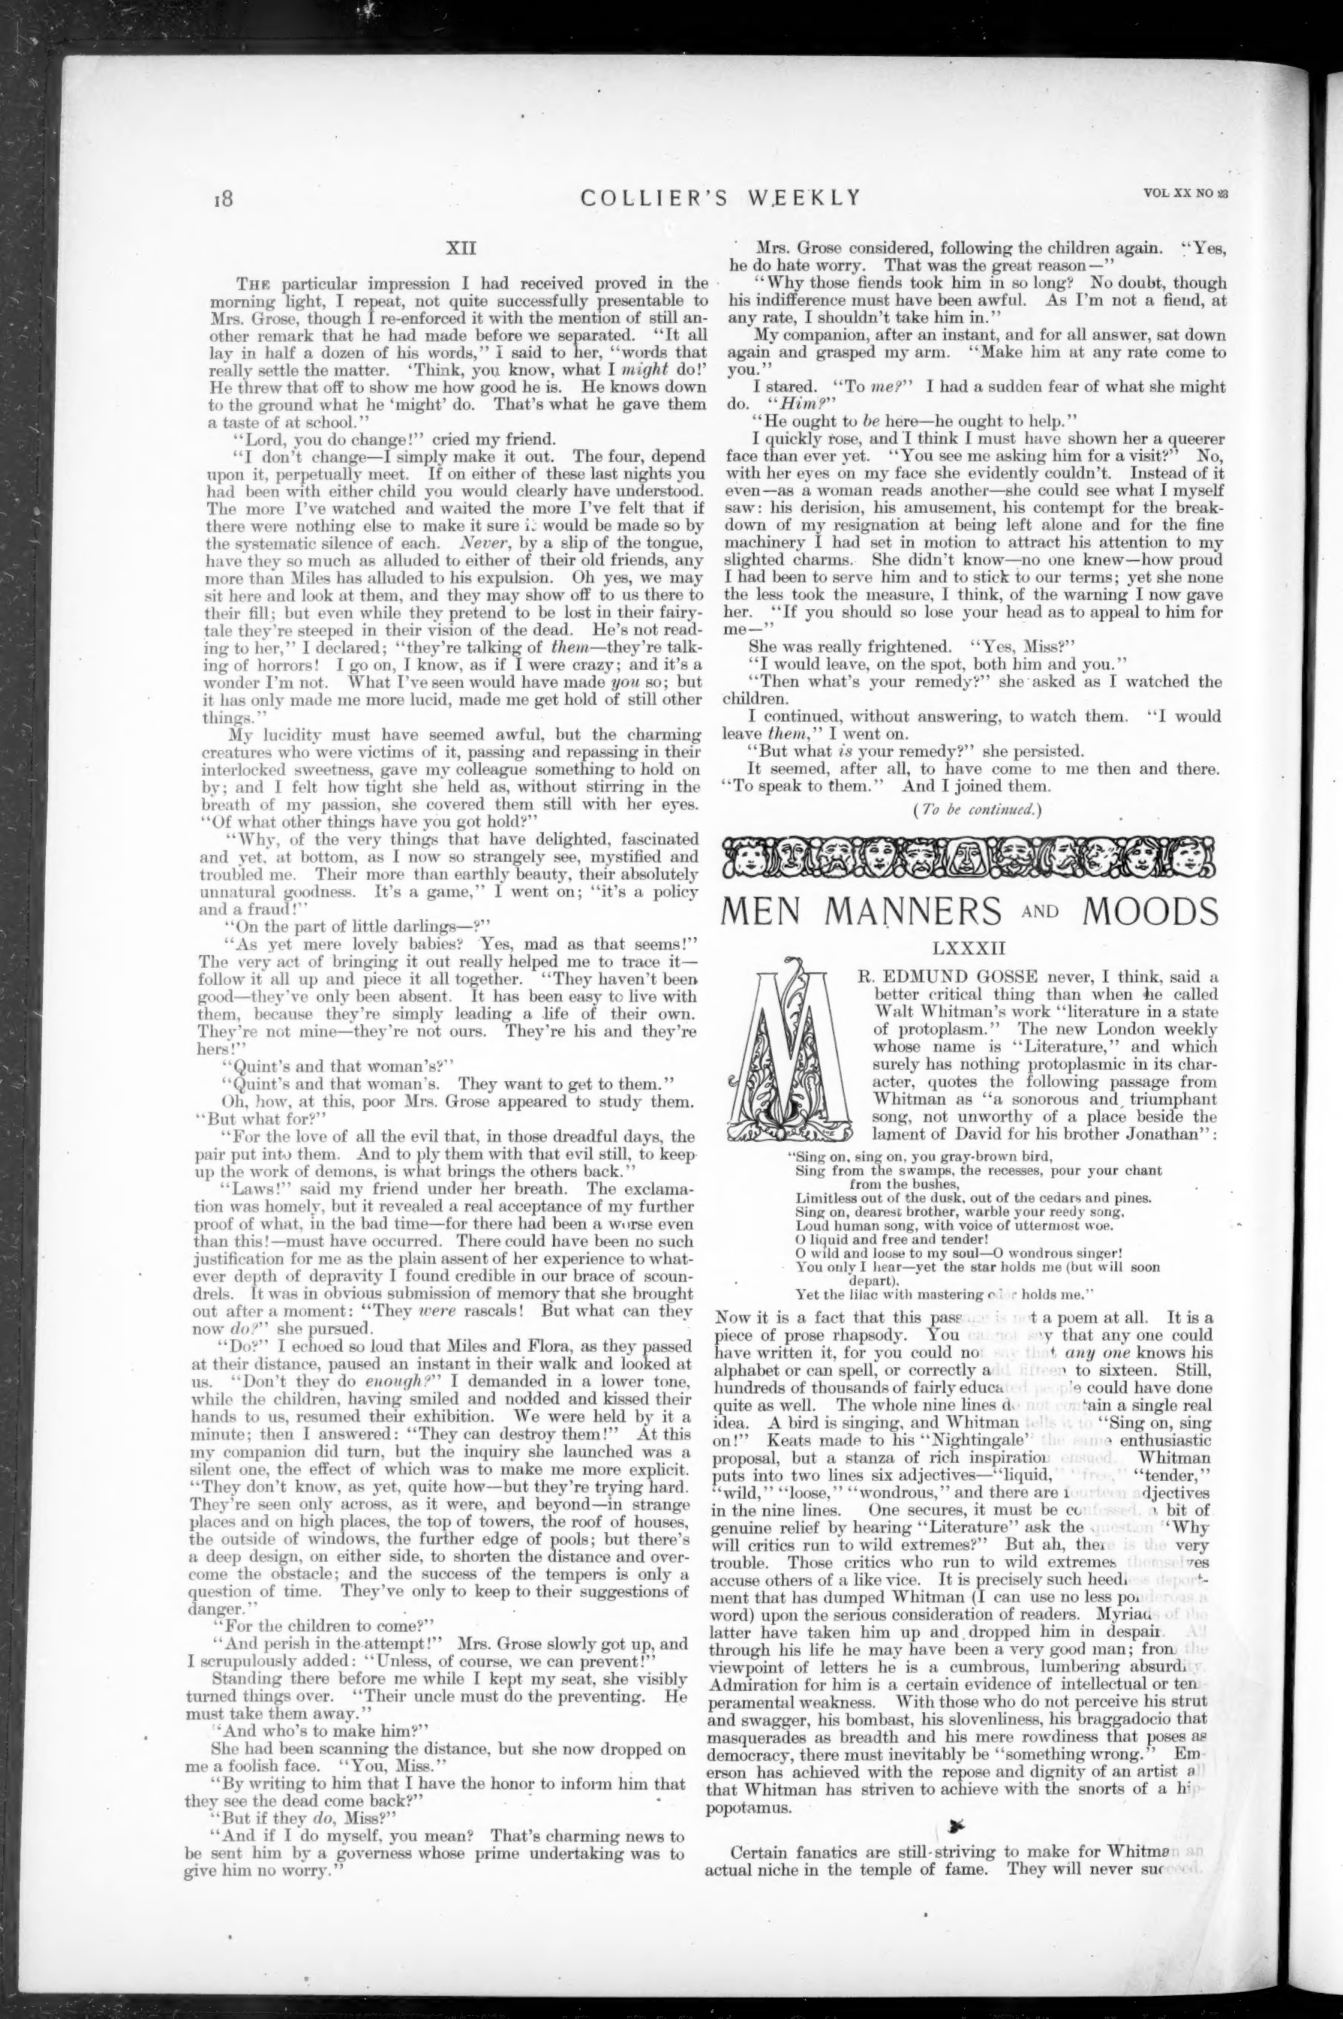 18
COLLIER'S WEEKLY
VOL XX NO 23
XII
THE particular impression I had received proved in the
morning light, I repeat, not quite successfully presentable to
Mrs. Grose, though I re-enforced it with the mention of still an-
other remark that he had made before we separated. "It all
lay in half a dozen of his words," I said to her, "words that
really settle the matter. 'Think, you know, what I might do!'
He threw that off to show me how good he is. He knows down
to the ground what he 'might' do. That's what he gave them
a taste of at school."
"Lord, you do change!" cried my friend.
"I don't change—I simply make it out. The four, depend
upon it, perpetually meet. If on either of these last nights you
had been with either child you would clearly have understood.
The more I've watched and waited the more I've felt that if
there were nothing else to make it sure it would be made so by
the systematic silence of each. Never, by a slip of the tongue,
have they so much as alluded to either of their old friends, any
more than Miles has alluded to his expulsion. Oh yes, we may
sit here and look at them, and they may show off to us there to
their fill; but even while they pretend to be lost in their fairy-
tale they're steeped in their vision of the dead. He's not read-
ing to her," I declared; "they're talking of them—they're talk-
ing of horrors! I go on, I know, as if I were crazy; and it's a
wonder I'm not. What I've seen would have made you so; but
it has only made me more lucid, made me get hold of still other
things."
My lucidity must have seemed awful, but the charming
creatures who were victims of it, passing and repassing in their
interlocked sweetness, gave my colleague something to hold on
by; and I felt how tight she held as, without stirring in the
breath of my passion, she covered them still with her eyes.
"Of what other things have you got hold?"
"Why, of the very things that have delighted, fascinated
and yet, at bottom, as I now so strangely see, mystified and
troubled me. Their more than earthly beauty, their absolutely
unnatural goodness. It's a game," I went on; "it's a policy
and a fraud!"
"On the part of little darlings—?"
"As yet mere lovely babies? Yes, mad as that seems!"
The very act of bringing it out really helped me to trace it—
follow it all up and piece it all together. "They haven't been
good—they've only been absent. It has been easy to live with
them, because they're simply leading a life of their own.
They're not mine—they're not ours. They're his and they're
hers!"
"Quint's and that woman's?"
"Quint's and that woman's. They want to get to them."
Oh, how, at this, poor Mrs. Grose appeared to study them.
"But what for?"
"For the love of all the evil that, in those dreadful days, the
pair put into them. And to ply them with that evil still, to keep
up the work of demons, is what brings the others back."
"Laws!" said my friend under her breath. The exclama-
tion was homely, but it revealed a real acceptance of my further
proof of what, in the bad time—for there had been a worse even
than this!—must have occurred. There could have been no such
justification for me as the plain assent of her experience to what-
ever depth of depravity I found credible in our brace of scoun-
drels. It was in obvious submission of memory that she brought
out after a moment: "They were rascals! But what can they
now do?" she pursued.
"Do?" I echoed so loud that Miles and Flora, as they passed
at their distance, paused an instant in their walk and looked at
us. "Don't they do enough?" I demanded in a lower tone,
while the children, having smiled and nodded and kissed their
hands to us, resumed their exhibition. We were held by it a
minute; then I answered: "They can destroy them!" At this
my companion did turn, but the inquiry she launched was a
silent one, the effect of which was to make me more explicit.
"They don't know, as yet, quite how—but they're trying hard.
They're seen only across, as it were, and beyond—in strange
places and on high places, the top of towers, the roof of houses,
the outside of windows, the further edge of pools; but there's
a deep design, on either side, to shorten the distance and over-
come the obstacle; and the success of the tempers is only a
question of time. They've only to keep to their suggestions of
danger."
"For the children to come?"
"And perish in the attempt!" Mrs. Grose slowly got up, and
I scrupulously added: "Unless, of course, we can prevent!"
Standing there before me while I kept my seat, she visibly
turned things over. "Their uncle must do the preventing. He
must take them away."
"And who's to make him?"
She had been scanning the distance, but she now dropped on
me a foolish face. "You, Miss."
"By writing to him that I have the honor to inform him that
they see the dead come back?"
"But if they do, Miss?"
"And if I do myself, you mean? That's charming news to
be sent him by a governess whose prime undertaking was to
give him no worry."
Mrs. Grose considered, following the children again. "Yes,
he do hate worry. That was the great reason—"
"Why those fiends took him in so long? No doubt, though
his indifference must have been awful. As I'm not a fiend, at
any rate, I shouldn't take him in."
My companion, after an instant, and for all answer, sat down
again and grasped my arm. "Make him at any rate come to
you."
I stared. "To me?" I had a sudden fear of what she might
do. "Him?"
"He ought to be here—he ought to help."
I quickly rose, and I think I must have shown her a queerer
face than ever yet. "You see me asking him for a visit?" No,
with her eyes on my face she evidently couldn't. Instead of it
even—as a woman reads another—she could see what I myself
saw: his derision, his amusement, his contempt for the break-
down of my resignation at being left alone and for the fine
machinery I had set in motion to attract his attention to my
slighted charms. She didn't know—no one knew—how proud
I had been to serve him and to stick to our terms; yet she none
the less took the measure, I think, of the warning I now gave
her. "If you should so lose your head as to appeal to him for
me—"
She was really frightened. "Yes, Miss?"
"I would leave, on the spot, both him and you."
"Then what's your remedy?" she asked as I watched the
children.
I continued, without answering, to watch them. "I would
leave them," I went on.
"But what is your remedy?" she persisted.
It seemed, after all, to have come to me then and there.
"To speak to them." And I joined them.
(To be continued.)
MEN MANNERS AND MOODS
LXXXII
MR. EDMUND GOSSE never, I think, said a
better critical thing than when he called
Walt Whitman's work "literature in a state
of protoplasm." The new London weekly
whose name is "Literature," and which
surely has nothing protoplasmic in its char-
acter, quotes the following passage from
Whitman as "a sonorous and triumphant
song, not unworthy of a place beside the
lament of David for his brother Jonathan":
"Sing on, sing on, you gray-brown bird,
Sing from the swamps, the recesses, pour your chant
from the bushes,
Limitless out of the dusk, out of the cedars and pines.
Sing on, dearest brother, warble your reedy song,
Loud human song, with voice of uttermost woe.
O liquid and free and tender!
O wild and loose to my soul—O wondrous singer!
You only I hear—yet the star holds me (but will soon
depart),
Yet the lilac with mastering holds me."
Now it is a fact that this passage is not a poem at all. It is a
piece of prose rhapsody. You cannot say that any one could
have written it, for you could not say that any one knows his
alphabet or can spell, or correctly add fifteen to sixteen. Still,
hundreds of thousands of fairly educated people could have done
quite as well. The whole nine lines do not contain a single real
idea. A bird is singing, and Whitman tells it to "Sing on, sing
on!" Keats made to his "Nightingale" the same enthusiastic
proposal, but a stanza of rich inspiration ensued. Whitman
puts into two lines six adjectives—"liquid," "free," "tender,"
"wild," "loose," "wondrous," and there are fourteen adjectives
in the nine lines. One secures, it must be confessed, a bit of
genuine relief by hearing "Literature" ask the question "Why
will critics run to wild extremes?" But ah, there is the very
trouble. Those critics who run to wild extremes themselves
accuse others of a like vice. It is precisely such heedless deport-
ment that has dumped Whitman (I can use no less ponderous a
word) upon the serious consideration of readers. Myriads of the
latter have taken him up and dropped him in despair. All
through his life he may have been a very good man; from the
viewpoint of letters he is a cumbrous, lumbering absurdity.
Admiration for him is a certain evidence of intellectual or tem-
peramental weakness. With those who do not perceive his strut
and swagger, his bombast, his slovenliness, his braggadocio that
masquerades as breadth and his mere rowdiness that poses as
democracy, there must inevitably be "something wrong." Em-
erson has achieved with the repose and dignity of an artist all
that Whitman has striven to achieve with the snorts of a hip-
popotamus.
Certain fanatics are still striving to make for Whitman an
actual niche in the temple of fame. They will never succeed.